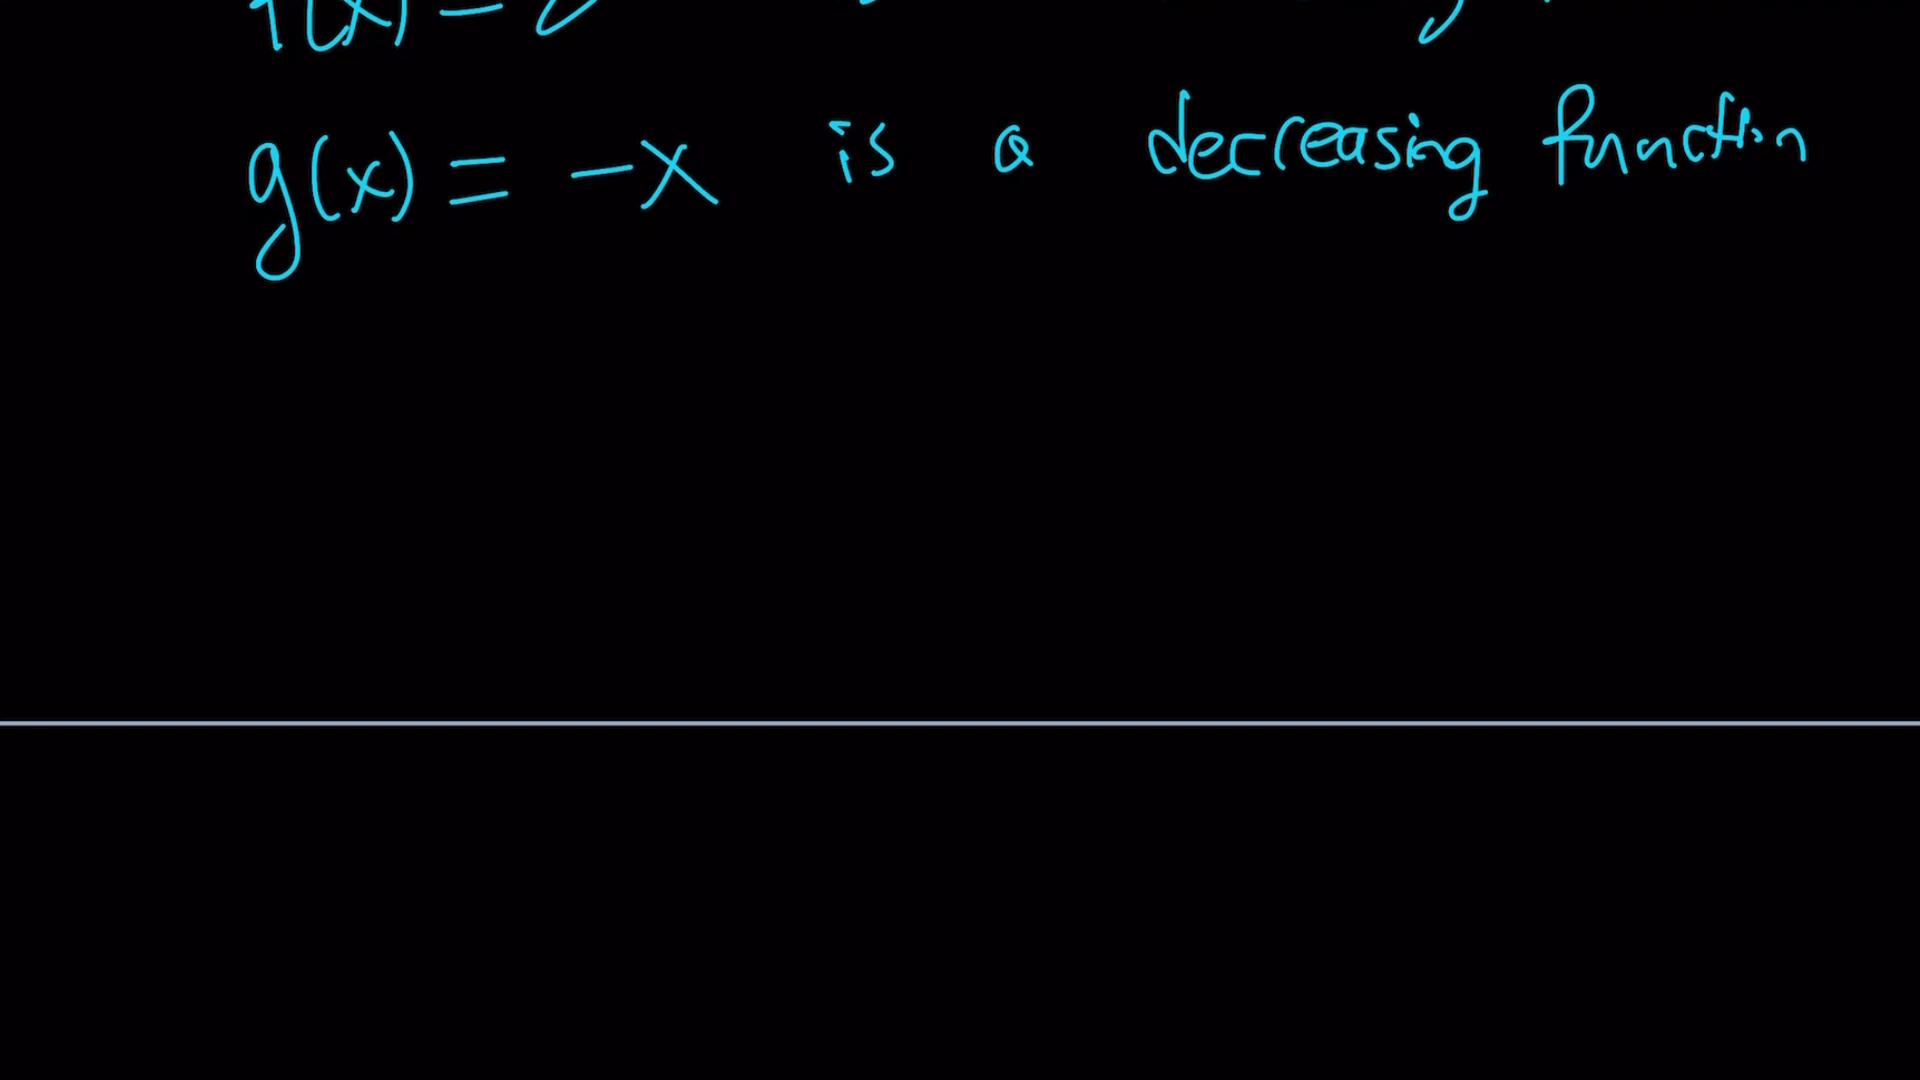 f(x) =
g(x) = -x is a decreasing function